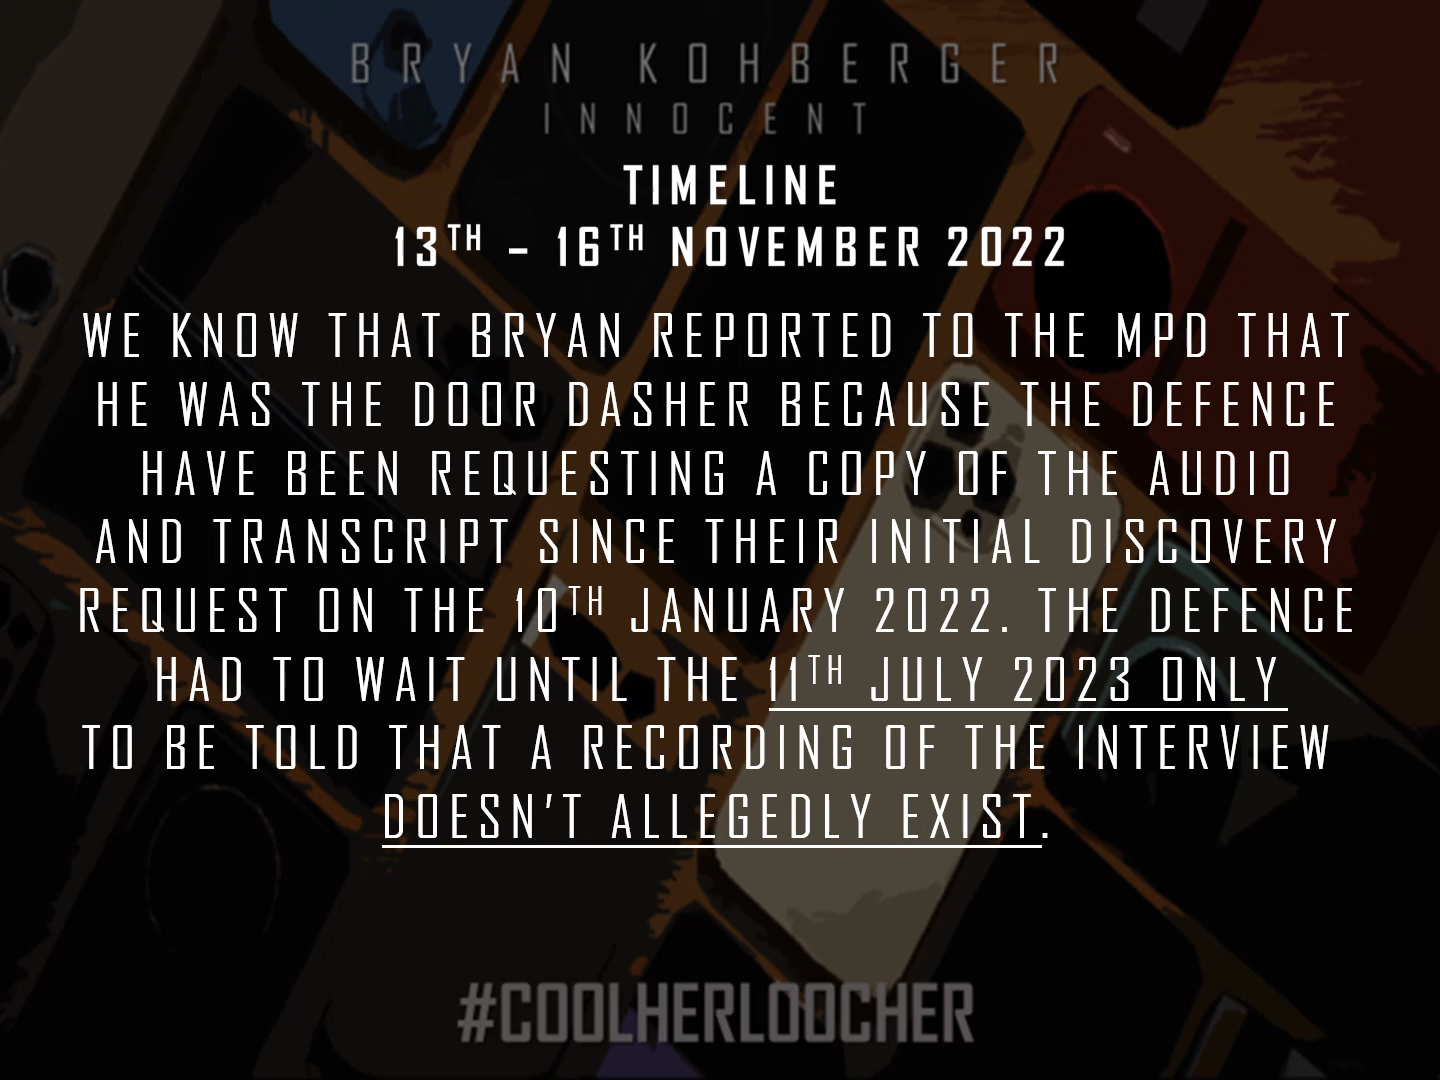 BRYAN KOHBERGER
INNOCENT
TIMELINE
13TH – 16TH NOVEMBER 2022
WE KNOW THAT BRYAN REPORTED TO THE MPD THAT
HE WAS THE DOOR DASHER BECAUSE THE DEFENCE
HAVE BEEN REQUESTING A COPY OF THE AUDIO
AND TRANSCRIPT SINCE THEIR INITIAL DISCOVERY
REQUEST ON THE 10TH JANUARY 2022. THE DEFENCE
HAD TO WAIT UNTIL THE 11TH JULY 2023 ONLY
TO BE TOLD THAT A RECORDING OF THE INTERVIEW
DOESN'T ALLEGEDLY EXIST.
#COOLHERLOOCHER